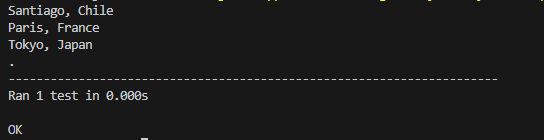 Santiago, Chile
Paris, France
Tokyo, Japan
.
----------------------------------------------------------------------
Ran 1 test in 0.000s
OK